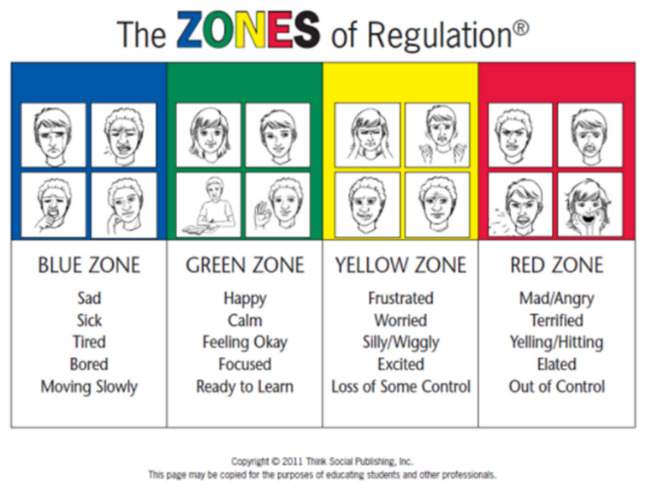 The ZONES of Regulation®
BLUE ZONE
Sad
Sick
Tired
Bored
Moving Slowly
GREEN ZONE
Happy
Calm
Feeling Okay
Focused
Ready to Learn
YELLOW ZONE
Frustrated
Worried
Silly/Wiggly
Excited
Loss of Some Control
RED ZONE
Mad/Angry
Terrified
Yelling/Hitting
Elated
Out of Control
Copyright © 2011 Think Social Publishing, Inc.
This page may be copied for the purposes of educating students and other professionals.